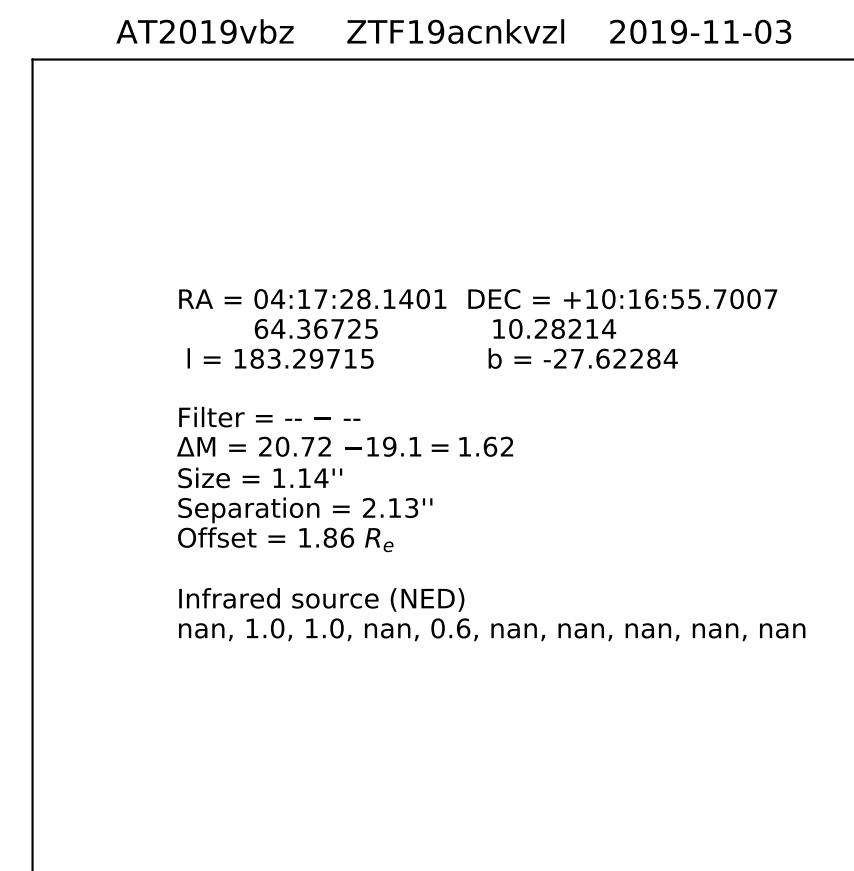 AT2019vbz ZTF19acnkvzl 2019-11-03
RA = 04:17:28.1401 DEC = +10:16:55.7007
64.36725 10.28214
l = 183.29715 b = -27.62284
Filter = -- − --
ΔM = 20.72 −19.1 = 1.62
Size = 1.14''
Separation = 2.13''
Offset = 1.86 Rₑ
Infrared source (NED)
nan, 1.0, 1.0, nan, 0.6, nan, nan, nan, nan, nan